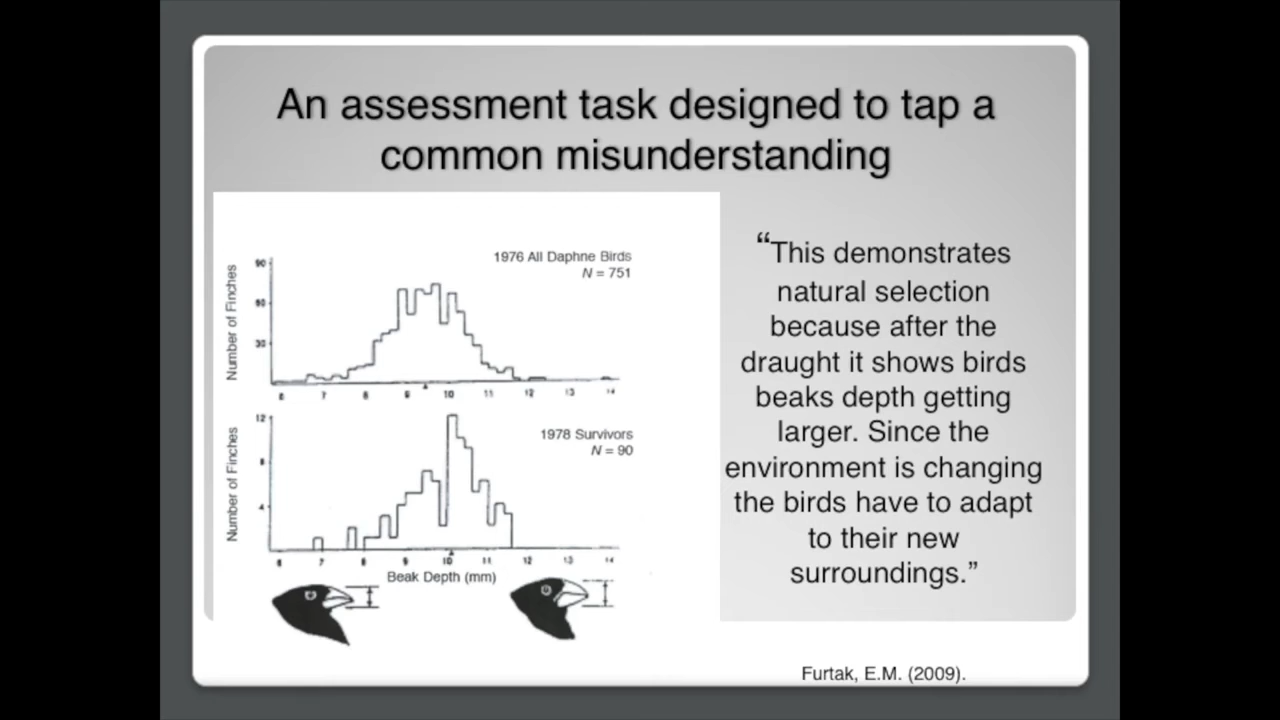 An assessment task designed to tap a
common misunderstanding
1976 All Daphne Birds
N = 751
Number of Finches
90
60
30
6 7 8 9 10 11 12 13 14
1978 Survivors
N = 90
Number of Finches
12
8
4
6 7 8 9 10 11 12 13 14
Beak Depth (mm)
“This demonstrates
natural selection
because after the
draught it shows birds
beaks depth getting
larger. Since the
environment is changing
the birds have to adapt
to their new
surroundings.”
Furtak, E.M. (2009).